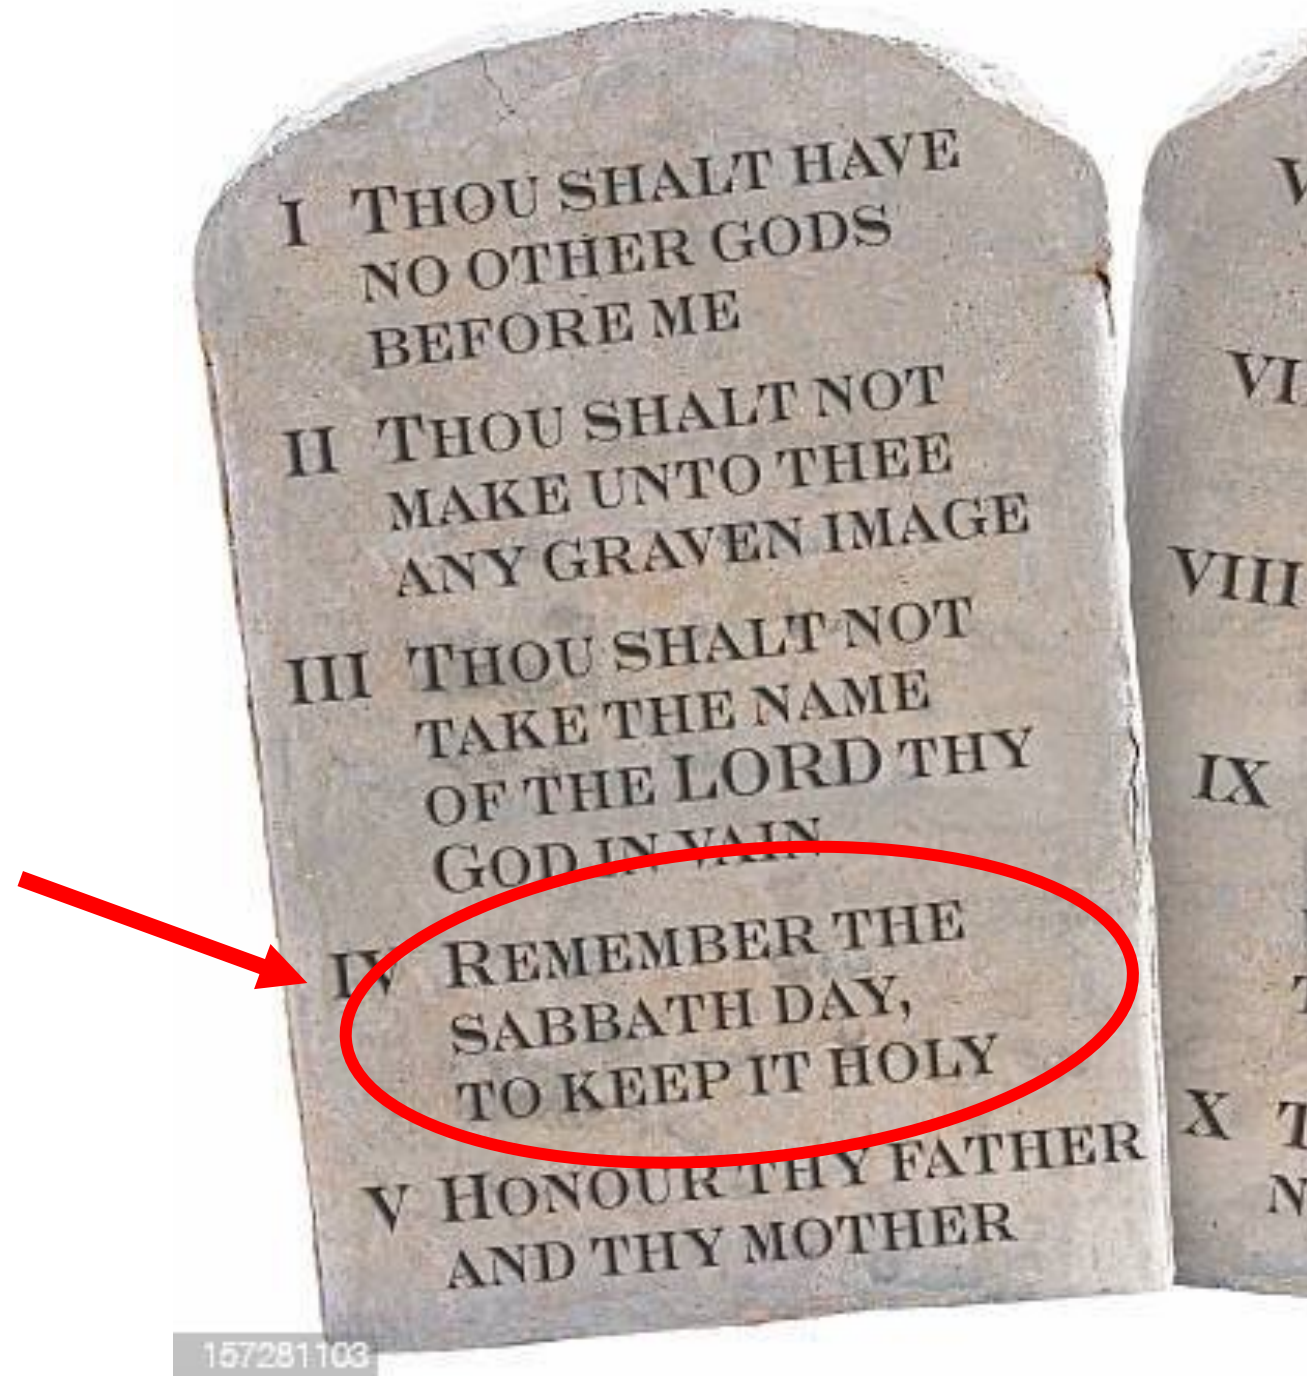 I THOU SHALT HAVE
NO OTHER GODS
BEFORE ME
II THOU SHALT NOT
MAKE UNTO THEE
ANY GRAVEN IMAGE
III THOU SHALT NOT
TAKE THE NAME
OF THE LORD THY
GOD IN VAIN
IV REMEMBER THE
SABBATH DAY,
TO KEEP IT HOLY
V HONOUR THY FATHER
AND THY MOTHER
VIII
IX
X T
N
157281103